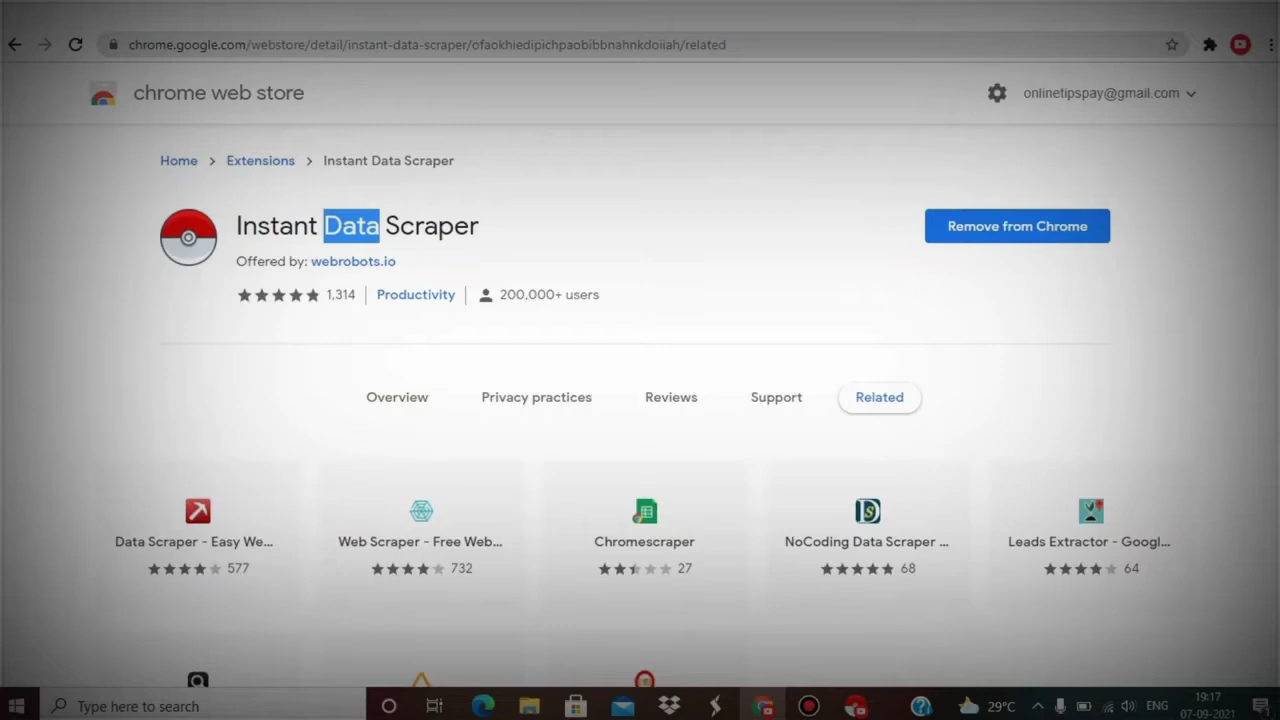 chrome.google.com/webstore/detail/instant-data-scraper/ofaokhiedipichpaobibbnahnkdoiiah/related
chrome web store
onlinetipspay@gmail.com
Home > Extensions > Instant Data Scraper
Instant Data Scraper
Remove from Chrome
Offered by: webrobots.io
1,314 Productivity 200,000+ users
Overview Privacy practices Reviews Support Related
Data Scraper - Easy We... Web Scraper - Free Web... Chromescraper NoCoding Data Scraper ... Leads Extractor - Googl...
577 732 27 68 64
Type here to search
29°C ENG
19:17
07-09-2021